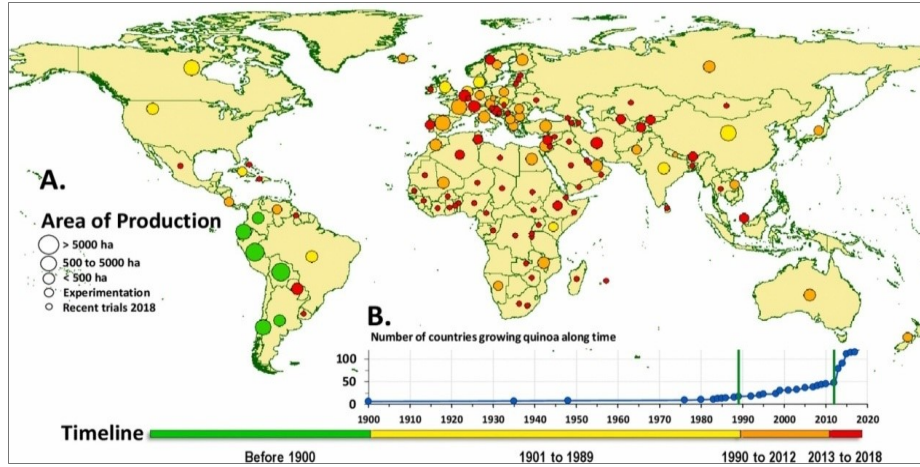 A.
Area of Production
> 5000 ha
500 to 5000 ha
< 500 ha
Experimentation
Recent trials 2018
B.
Number of countries growing quinoa along time
100
50
0
1900 1910 1920 1930 1940 1950 1960 1970 1980 1990 2000 2010 2020
Timeline
Before 1900 1901 to 1989 1990 to 2012 2013 to 2018